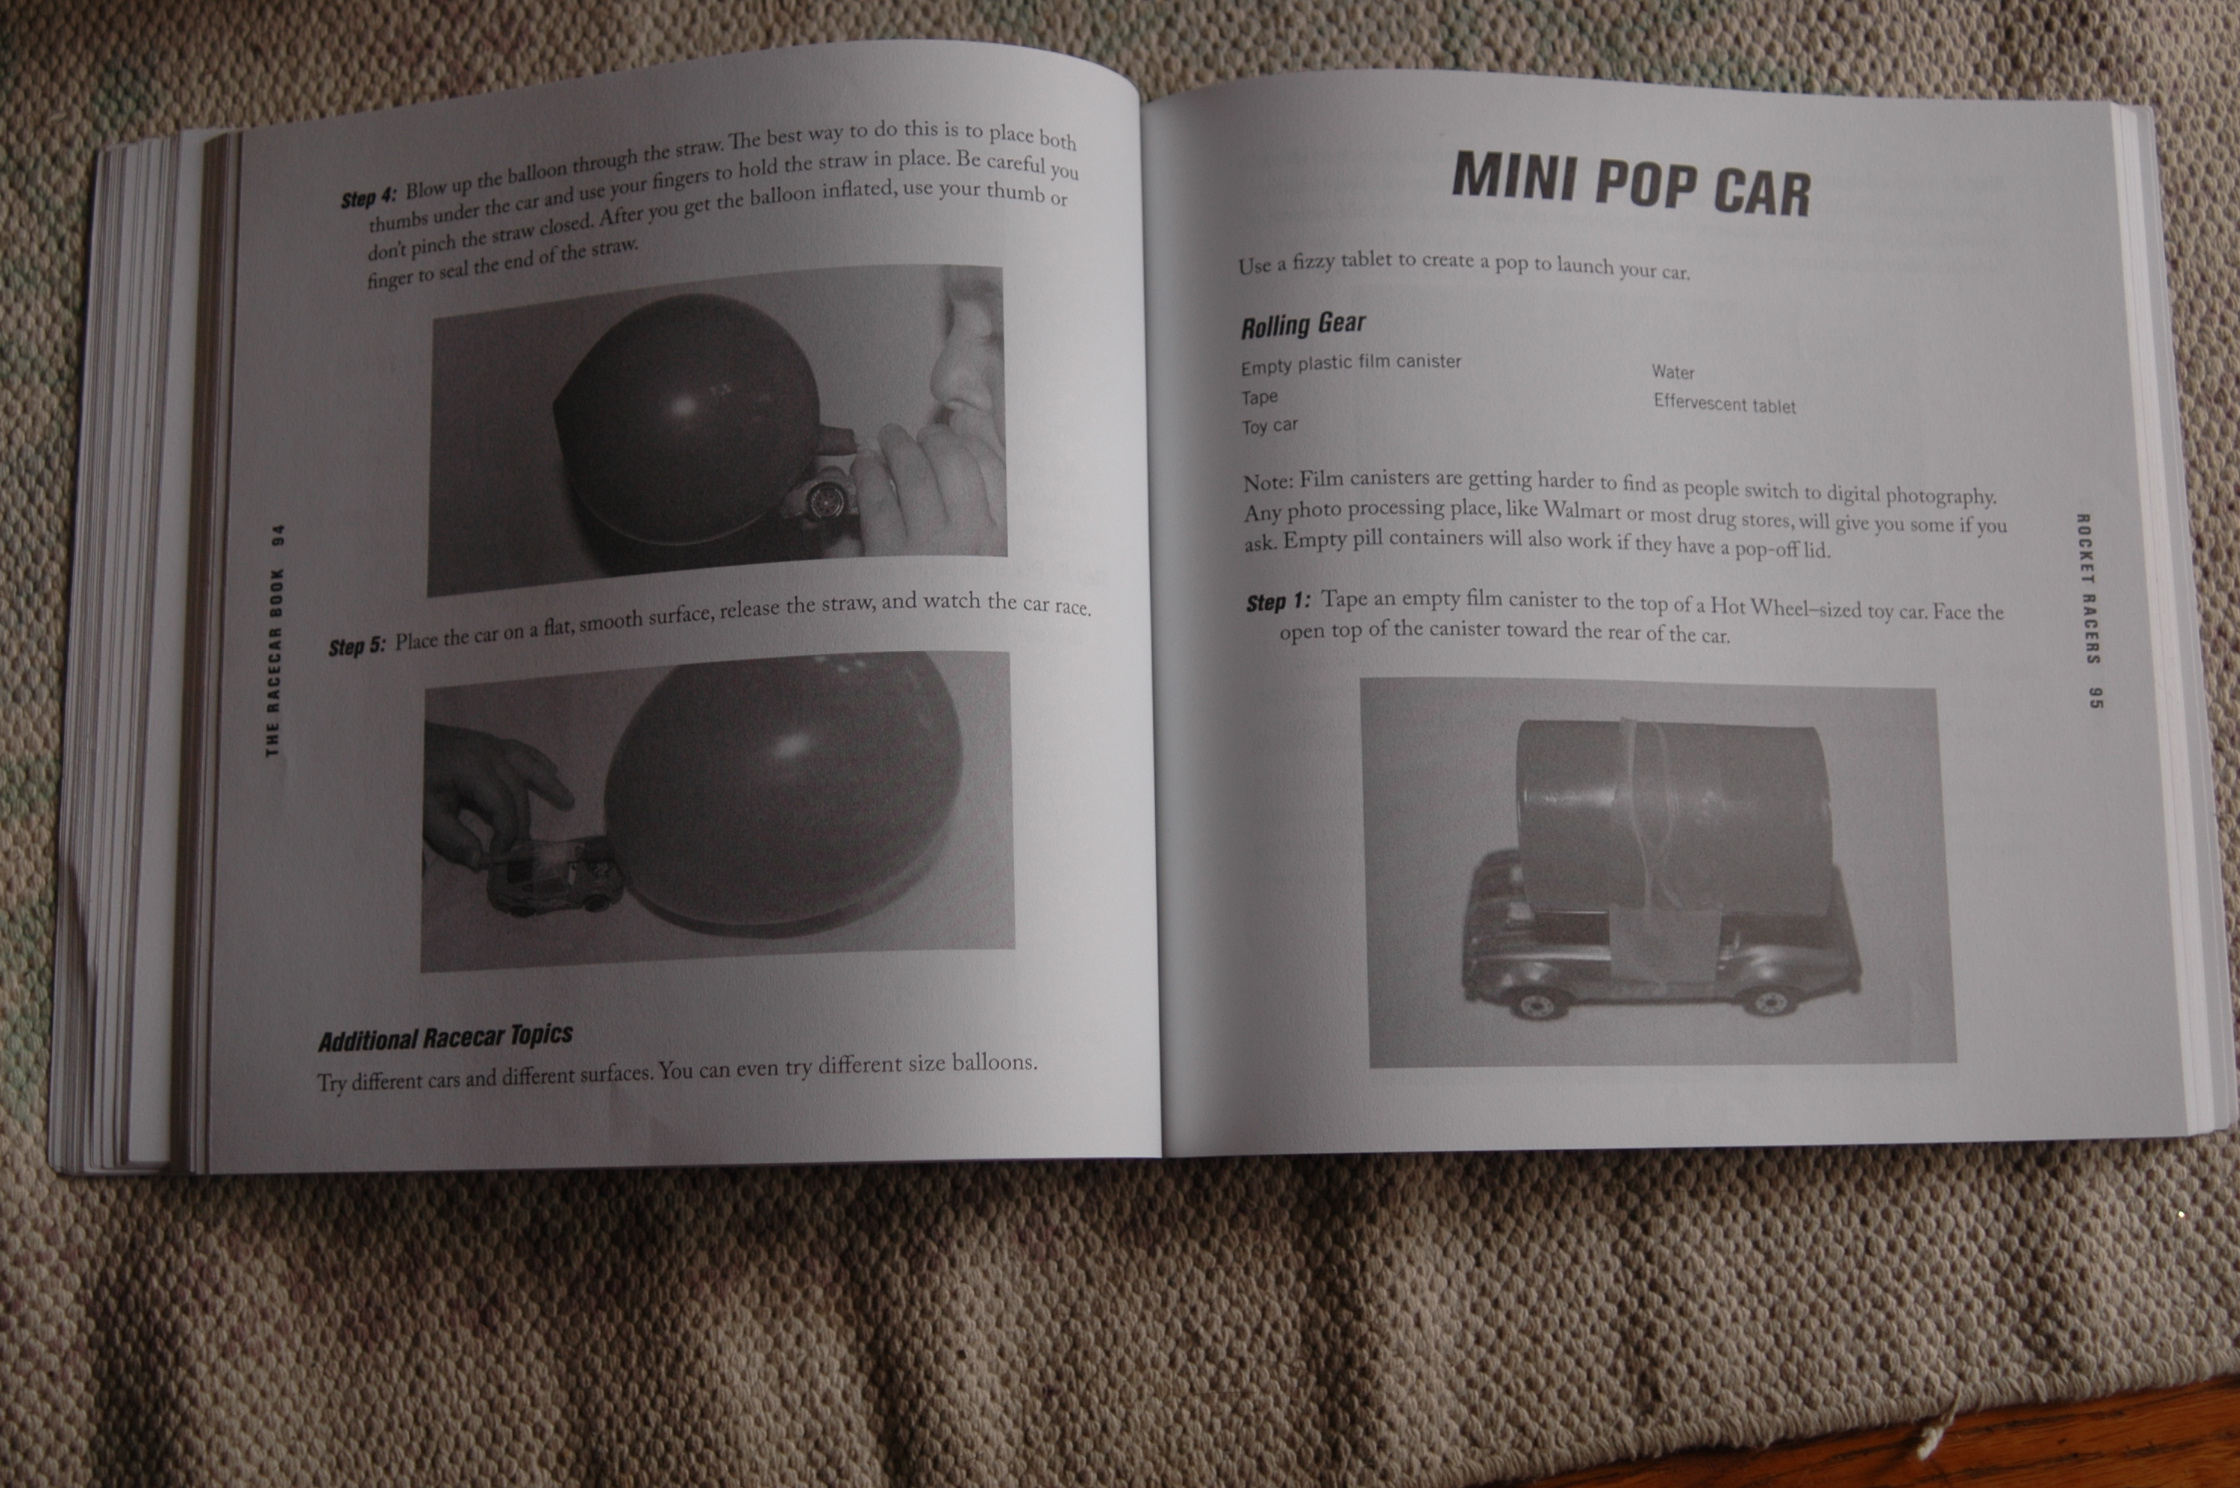 Step 4: Blow up the balloon through the straw. The best way to do this is to place both
thumbs under the car and use your fingers to hold the straw in place. Be careful you
don't pinch the straw closed. After you get the balloon inflated, use your thumb or
finger to seal the end of the straw.
Step 5: Place the car on a flat, smooth surface, release the straw, and watch the car race.
Additional Racecar Topics
Try different cars and different surfaces. You can even try different size balloons.
THE RACECAR BOOK 94
MINI POP CAR
Use a fizzy tablet to create a pop to launch your car.
Rolling Gear
Empty plastic film canister
Tape
Toy car
Water
Effervescent tablet
Note: Film canisters are getting harder to find as people switch to digital photography.
Any photo processing place, like Walmart or most drug stores, will give you some if you
ask. Empty pill containers will also work if they have a pop-off lid.
Step 1: Tape an empty film canister to the top of a Hot Wheel–sized toy car. Face the
open top of the canister toward the rear of the car.
ROCKET RACERS 95